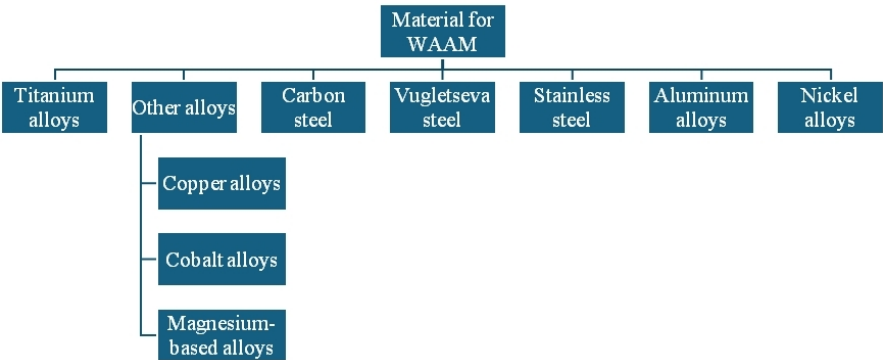 Material for
WAAM
Titanium
alloys
Other alloys
Carbon
steel
Vugletseva
steel
Stainless
steel
Aluminum
alloys
Nickel
alloys
Copper alloys
Cobalt alloys
Magnesium-
based alloys